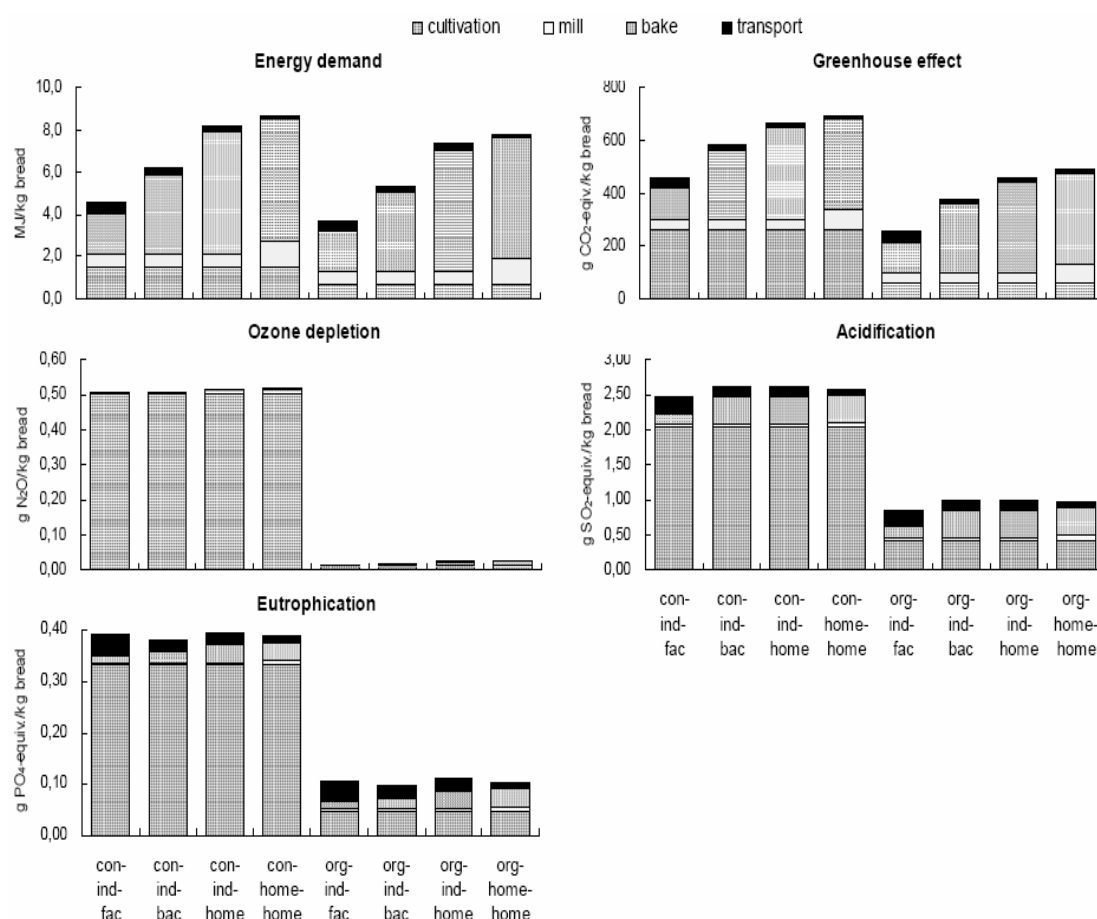 cultivation mill bake transport
Energy demand
10,0
8,0
6,0
4,0
2,0
0,0
MJ/kg bread
Greenhouse effect
800
600
400
200
0
g CO₂-eqiv./kg bread
Ozone depletion
0,60
0,50
0,40
0,30
0,20
0,10
0,00
g N₂O/kg bread
Acidification
3,00
2,50
2,00
1,50
1,00
0,50
0,00
g SO₂-equiv./kg bread
con- con- con- con- org- org- org- org-
ind- ind- ind- home- ind- ind- ind- home-
fac bac home home fac bac home home
Eutrophication
0,40
0,30
0,20
0,10
0,00
g PO₄-equiv./kg bread
con- con- con- con- org- org- org- org-
ind- ind- ind- home- ind- ind- ind- home-
fac bac home home fac bac home home